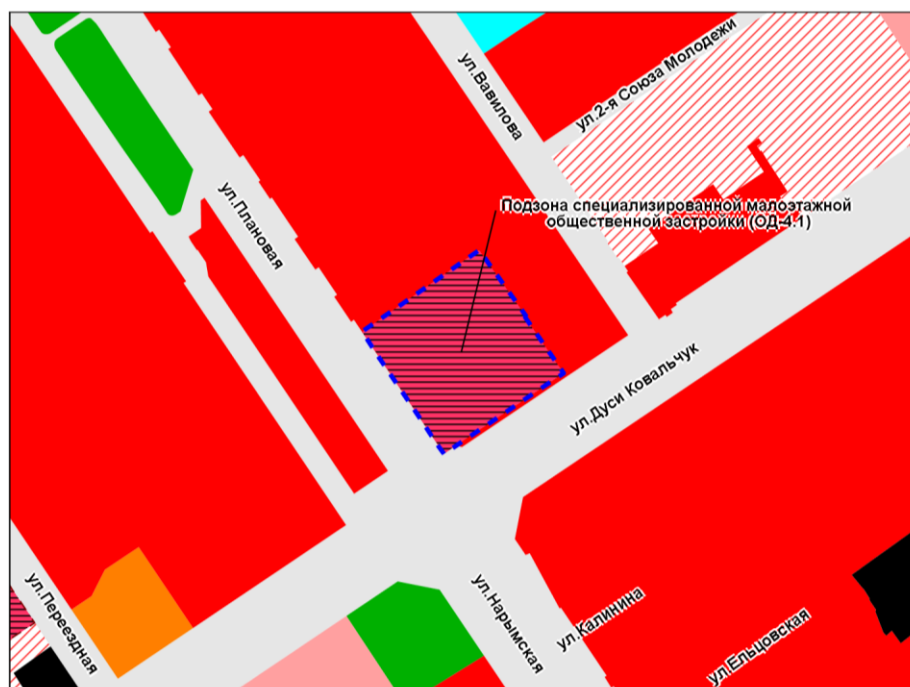 ул.Вавилова
ул.2-я Союза Молодежи
ул.Плановая
Подзона специализированной малоэтажной
общественной застройки (ОД-4.1)
ул.Дуси Ковальчук
ул.Переездная
ул.Нарымская
ул.Калинина
ул.Ельцовская